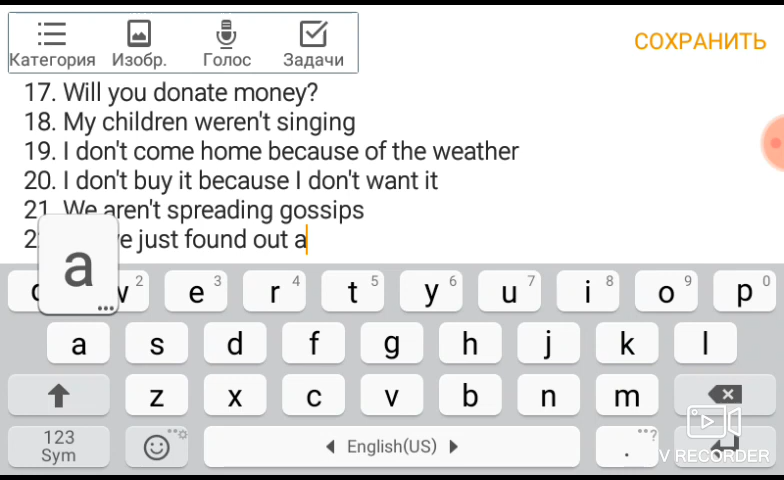 Категория Изобр. Голос Задачи
СОХРАНИТЬ
17. Will you donate money?
18. My children weren't singing
19. I don't come home because of the weather
20. I don't buy it because I don't want it
21. We aren't spreading gossips
just found out a
a
2 e 3 r 4 t 5 y 6 u 7 i 8 o 9 p 0
a s d f g h j k l
z x c v b n m
123
Sym
English(US)
. ?
V RECORDER